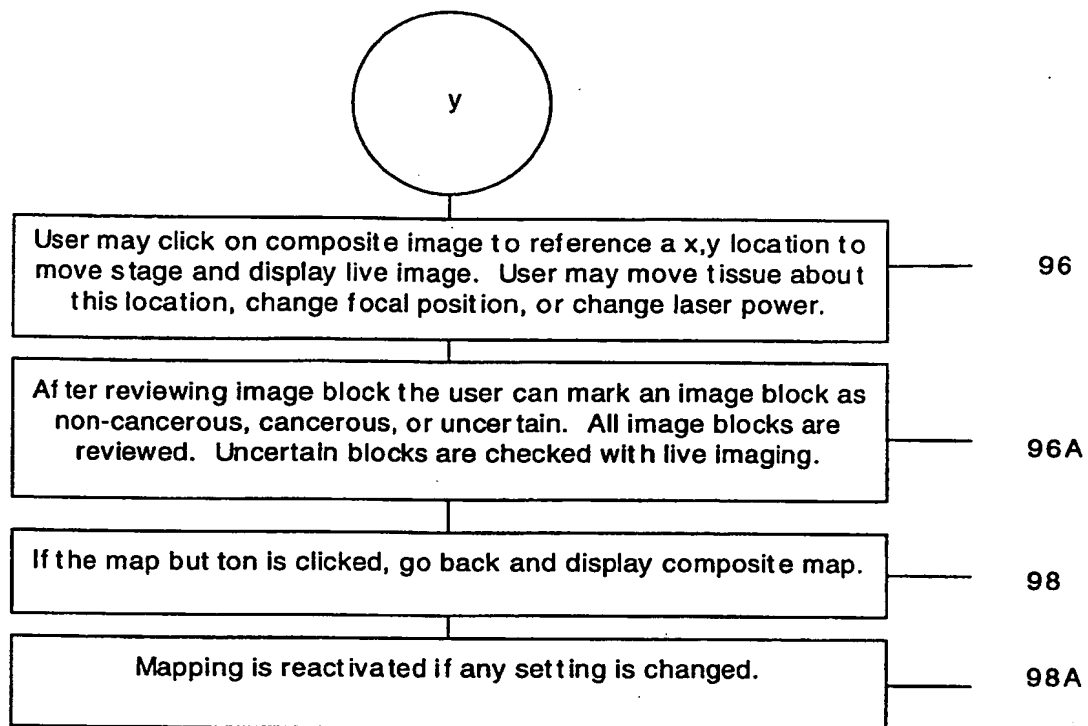 y
User may click on composite image to reference a x,y location to
move stage and display live image. User may move tissue about
this location, change focal position, or change laser power.
96
After reviewing image block the user can mark an image block as
non-cancerous, cancerous, or uncertain. All image blocks are
reviewed. Uncertain blocks are checked with live imaging.
96A
If the map button is clicked, go back and display composite map.
98
Mapping is reactivated if any setting is changed.
98A